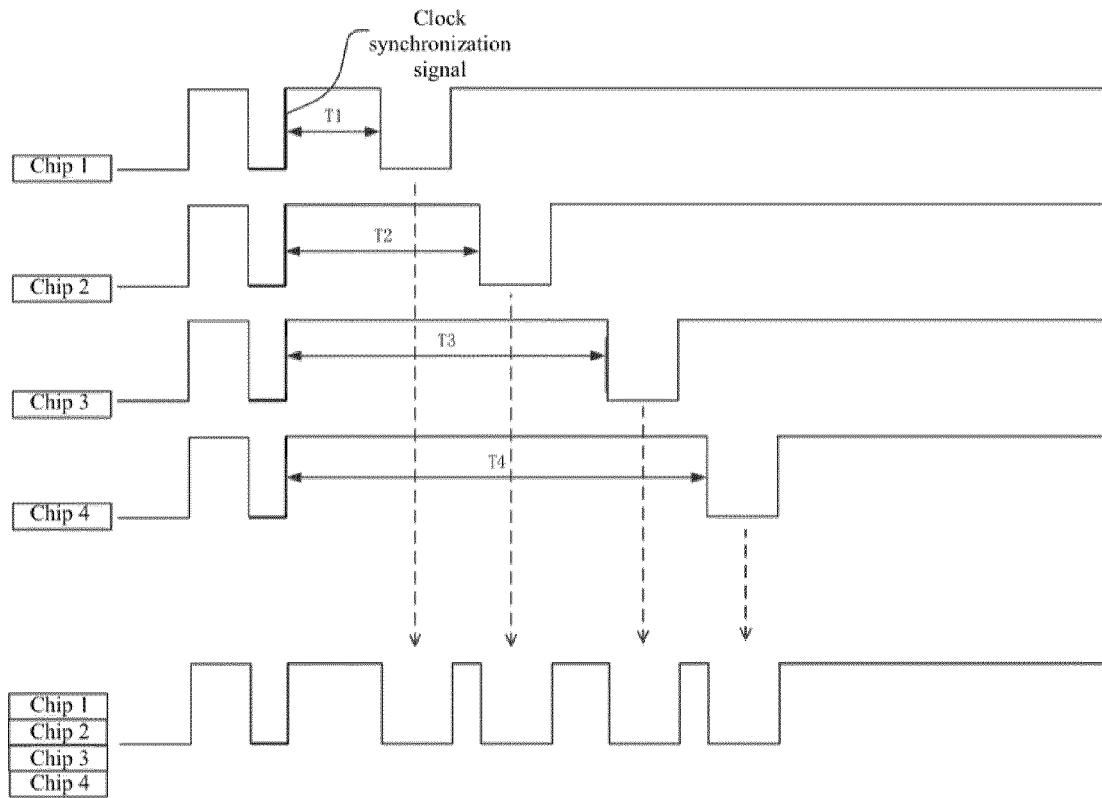 Clock
synchronization
signal
T1
Chip 1
T2
Chip 2
T3
Chip 3
T4
Chip 4
Chip 1
Chip 2
Chip 3
Chip 4